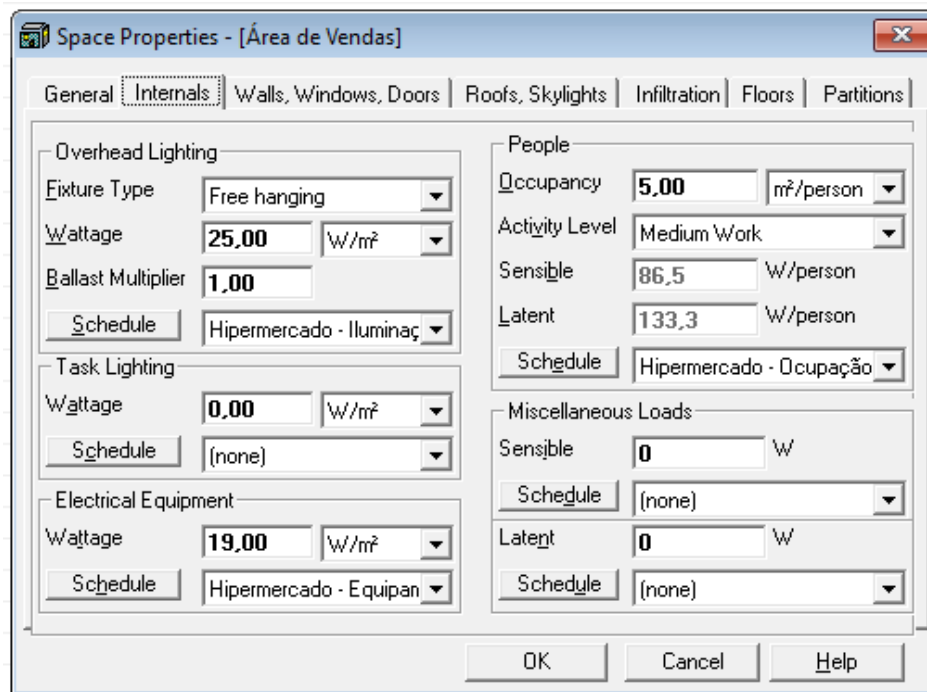 Space Properties - [Área de Vendas]
General Internals Walls, Windows, Doors Roofs, Skylights Infiltration Floors Partitions
Overhead Lighting
Fixture Type Free hanging
Wattage 25,00 W/m²
Ballast Multiplier 1,00
Schedule Hipermercado - Iluminaç
Task Lighting
Wattage 0,00 W/m²
Schedule (none)
Electrical Equipment
Wattage 19,00 W/m²
Schedule Hipermercado - Equipan
People
Occupancy 5,00 m²/person
Activity Level Medium Work
Sensible 86,5 W/person
Latent 133,3 W/person
Schedule Hipermercado - Ocupação
Miscellaneous Loads
Sensible 0 W
Schedule (none)
Latent 0 W
Schedule (none)
OK Cancel Help